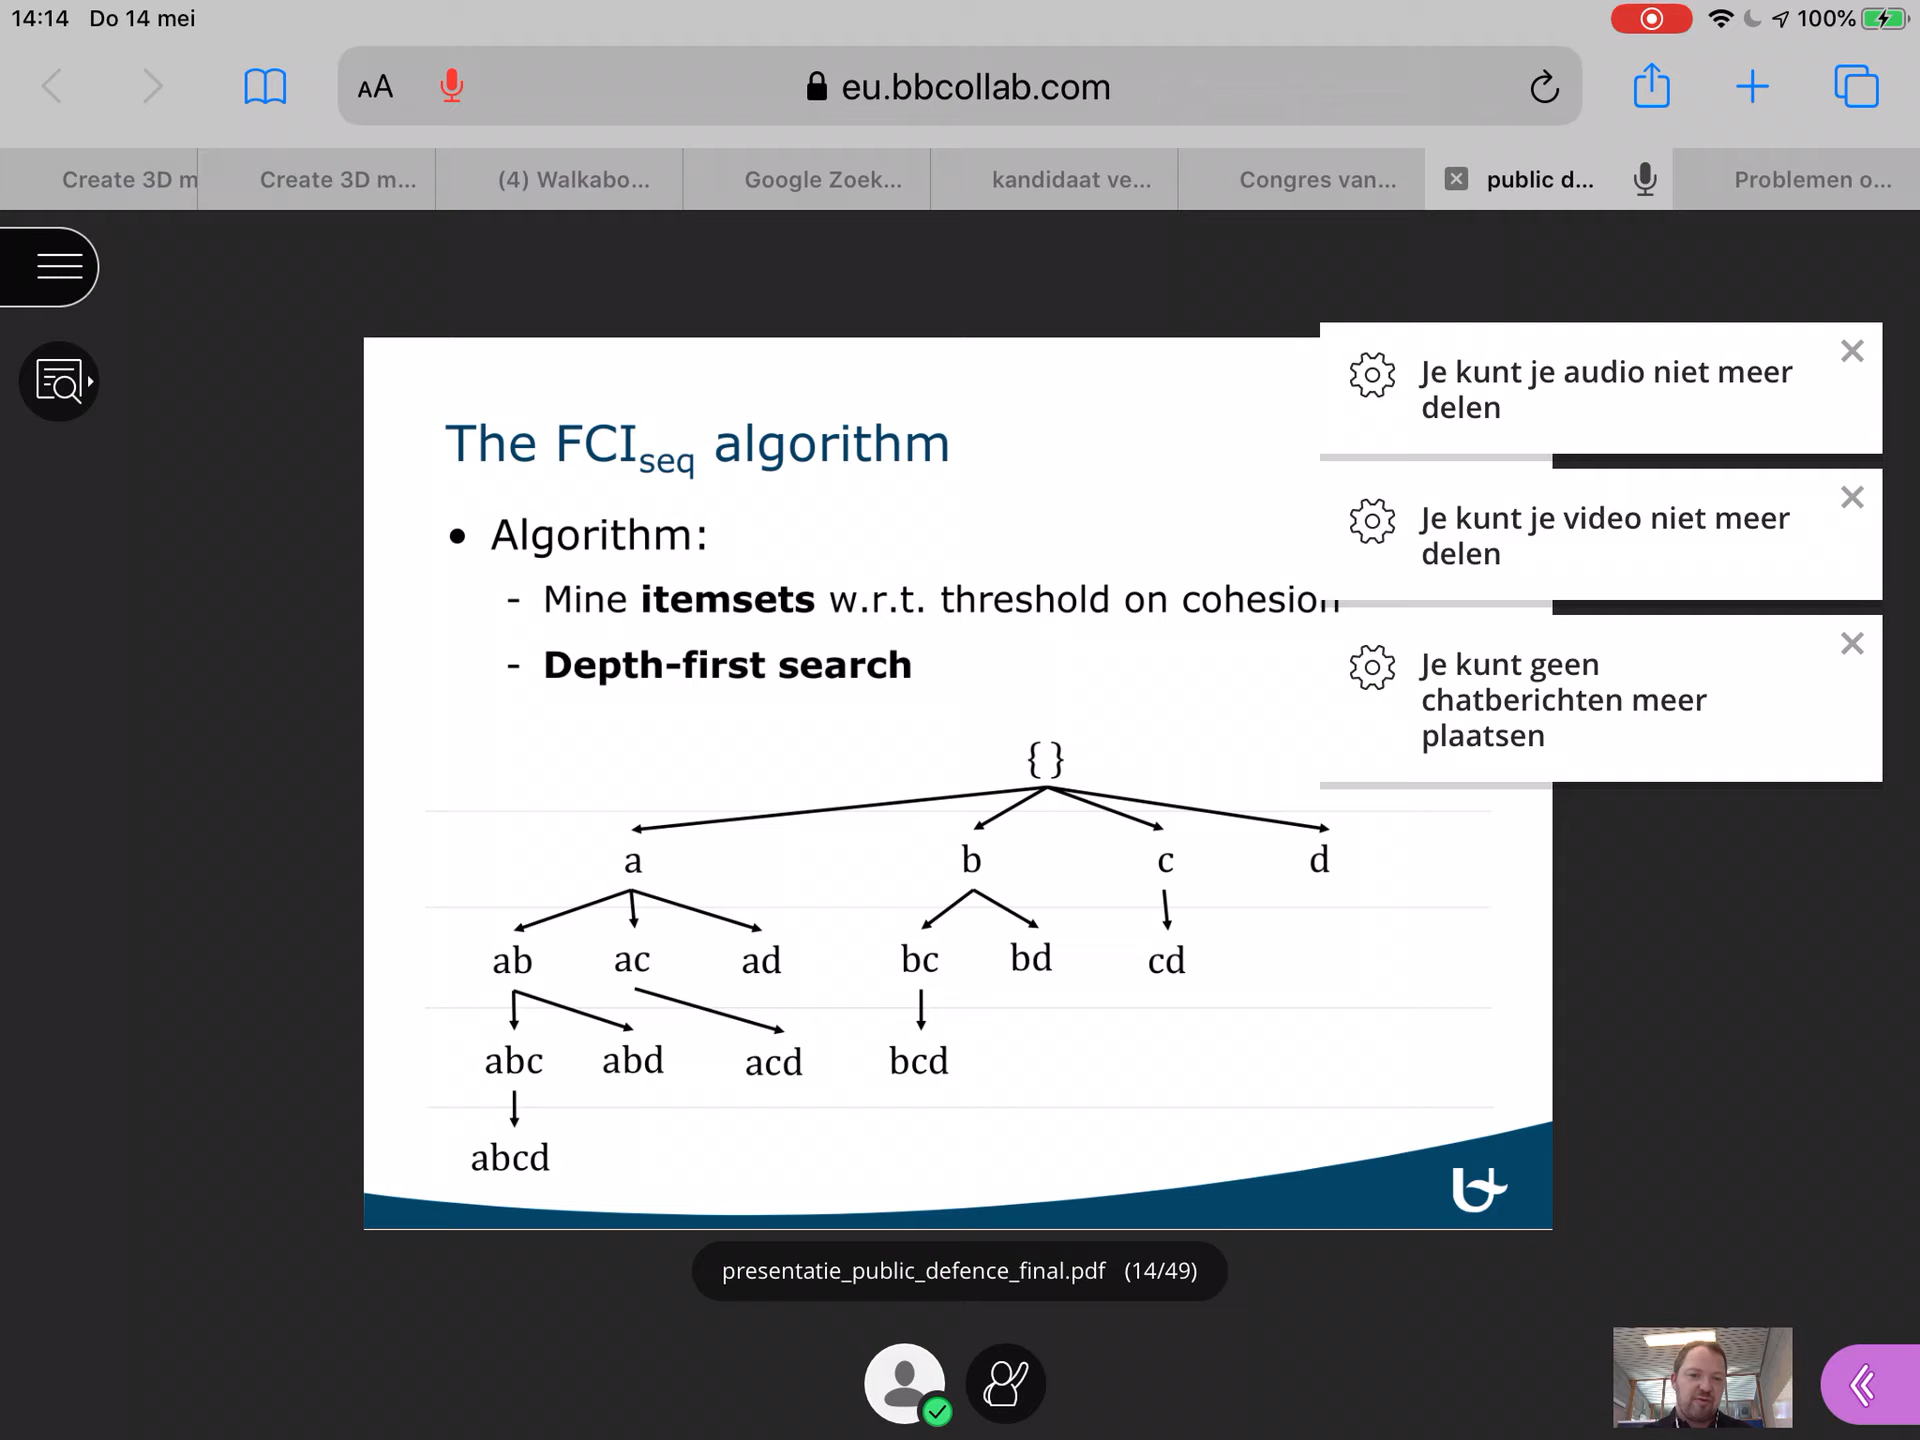 14:14 Do 14 mei 100%
AA eu.bbcollab.com
Create 3D m Create 3D m... (4) Walkabo... Google Zoek... kandidaat ve... Congres van... public d... Problemen o...
Je kunt je audio niet meer
delen
The FCIseq algorithm
• Algorithm:
Je kunt je video niet meer
delen
- Mine itemsets w.r.t. threshold on cohesion
- Depth-first search
Je kunt geen
chatberichten meer
plaatsen
{}
a b c d
ab ac ad bc bd cd
abc abd acd bcd
abcd
presentatie_public_defence_final.pdf (14/49)